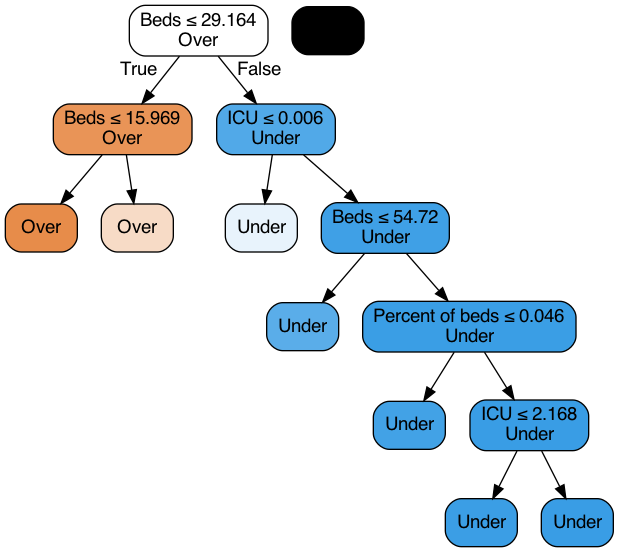 Beds ≤ 29.164
Over
True
False
Beds ≤ 15.969
Over
ICU ≤ 0.006
Under
Over
Over
Under
Beds ≤ 54.72
Under
Under
Percent of beds ≤ 0.046
Under
Under
ICU ≤ 2.168
Under
Under
Under